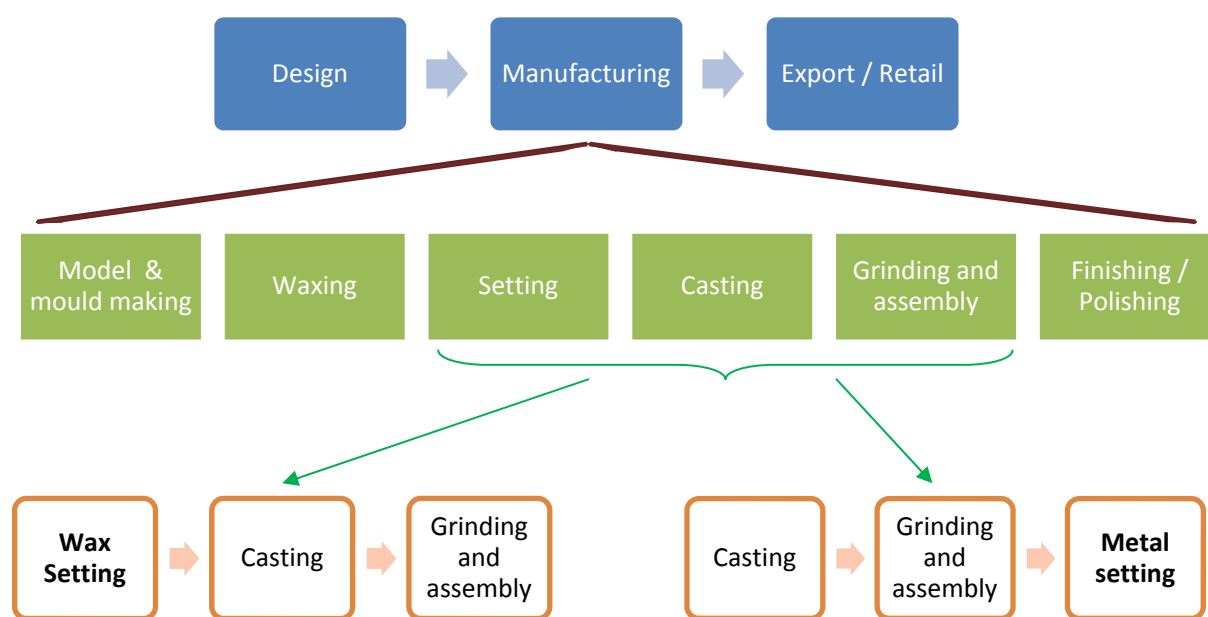 Design
Manufacturing
Export / Retail
Model &
mould making
Waxing
Setting
Casting
Grinding and
assembly
Finishing /
Polishing
Wax
Setting
Casting
Grinding
and
assembly
Casting
Grinding
and
assembly
Metal
setting